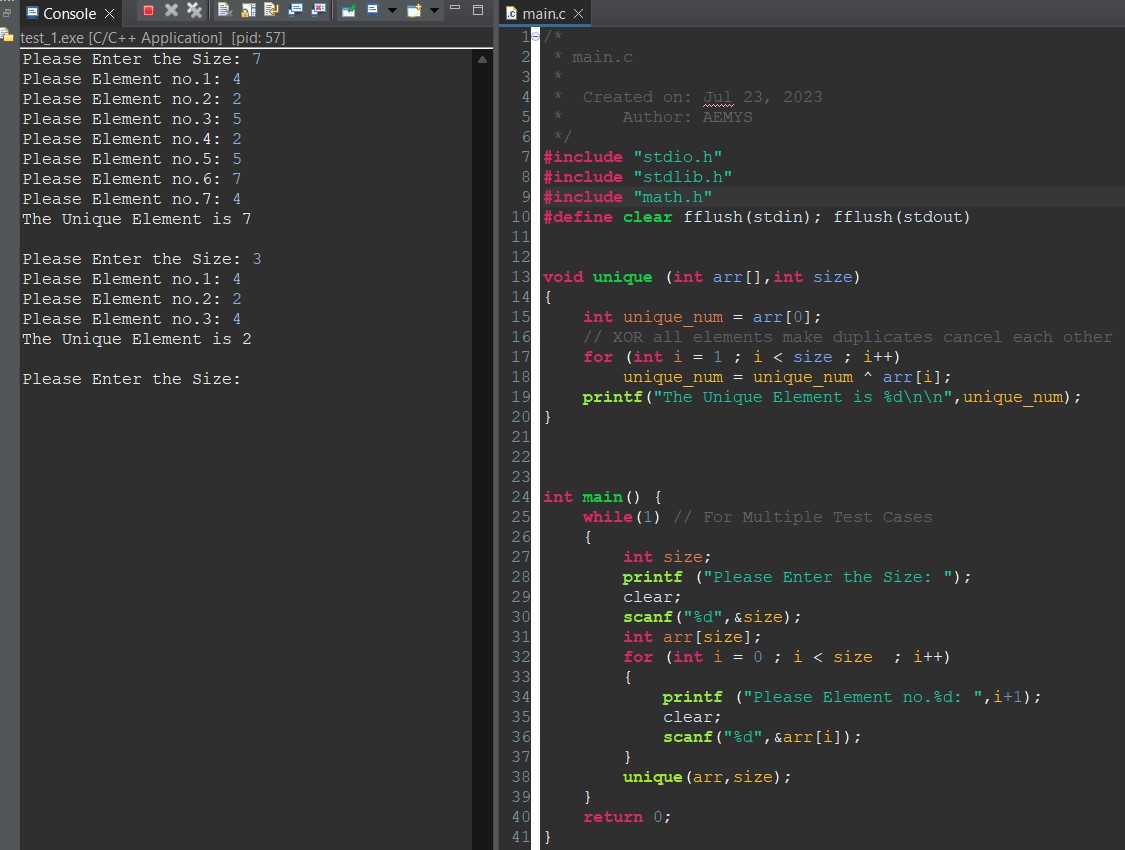 Console
test_1.exe [C/C++ Application] [pid: 57]
Please Enter the Size: 7
Please Element no.1: 4
Please Element no.2: 2
Please Element no.3: 5
Please Element no.4: 2
Please Element no.5: 5
Please Element no.6: 7
Please Element no.7: 4
The Unique Element is 7
Please Enter the Size: 3
Please Element no.1: 4
Please Element no.2: 2
Please Element no.3: 4
The Unique Element is 2
Please Enter the Size:
main.c
1 /*
2  * main.c
3  *
4  *  Created on: Jul 23, 2023
5  *      Author: AEMYS
6  */
7 #include "stdio.h"
8 #include "stdlib.h"
9 #include "math.h"
10 #define clear fflush(stdin); fflush(stdout)
11
12
13 void unique (int arr[],int size)
14 {
15     int unique_num = arr[0];
16     // XOR all elements make duplicates cancel each other
17     for (int i = 1 ; i < size ; i++)
18         unique_num = unique_num ^ arr[i];
19     printf("The Unique Element is %d\n\n",unique_num);
20 }
21
22
23
24 int main() {
25     while(1) // For Multiple Test Cases
26     {
27         int size;
28         printf ("Please Enter the Size: ");
29         clear;
30         scanf("%d",&size);
31         int arr[size];
32         for (int i = 0 ; i < size  ; i++)
33         {
34             printf ("Please Element no.%d: ",i+1);
35             clear;
36             scanf("%d",&arr[i]);
37         }
38         unique(arr,size);
39     }
40     return 0;
41 }